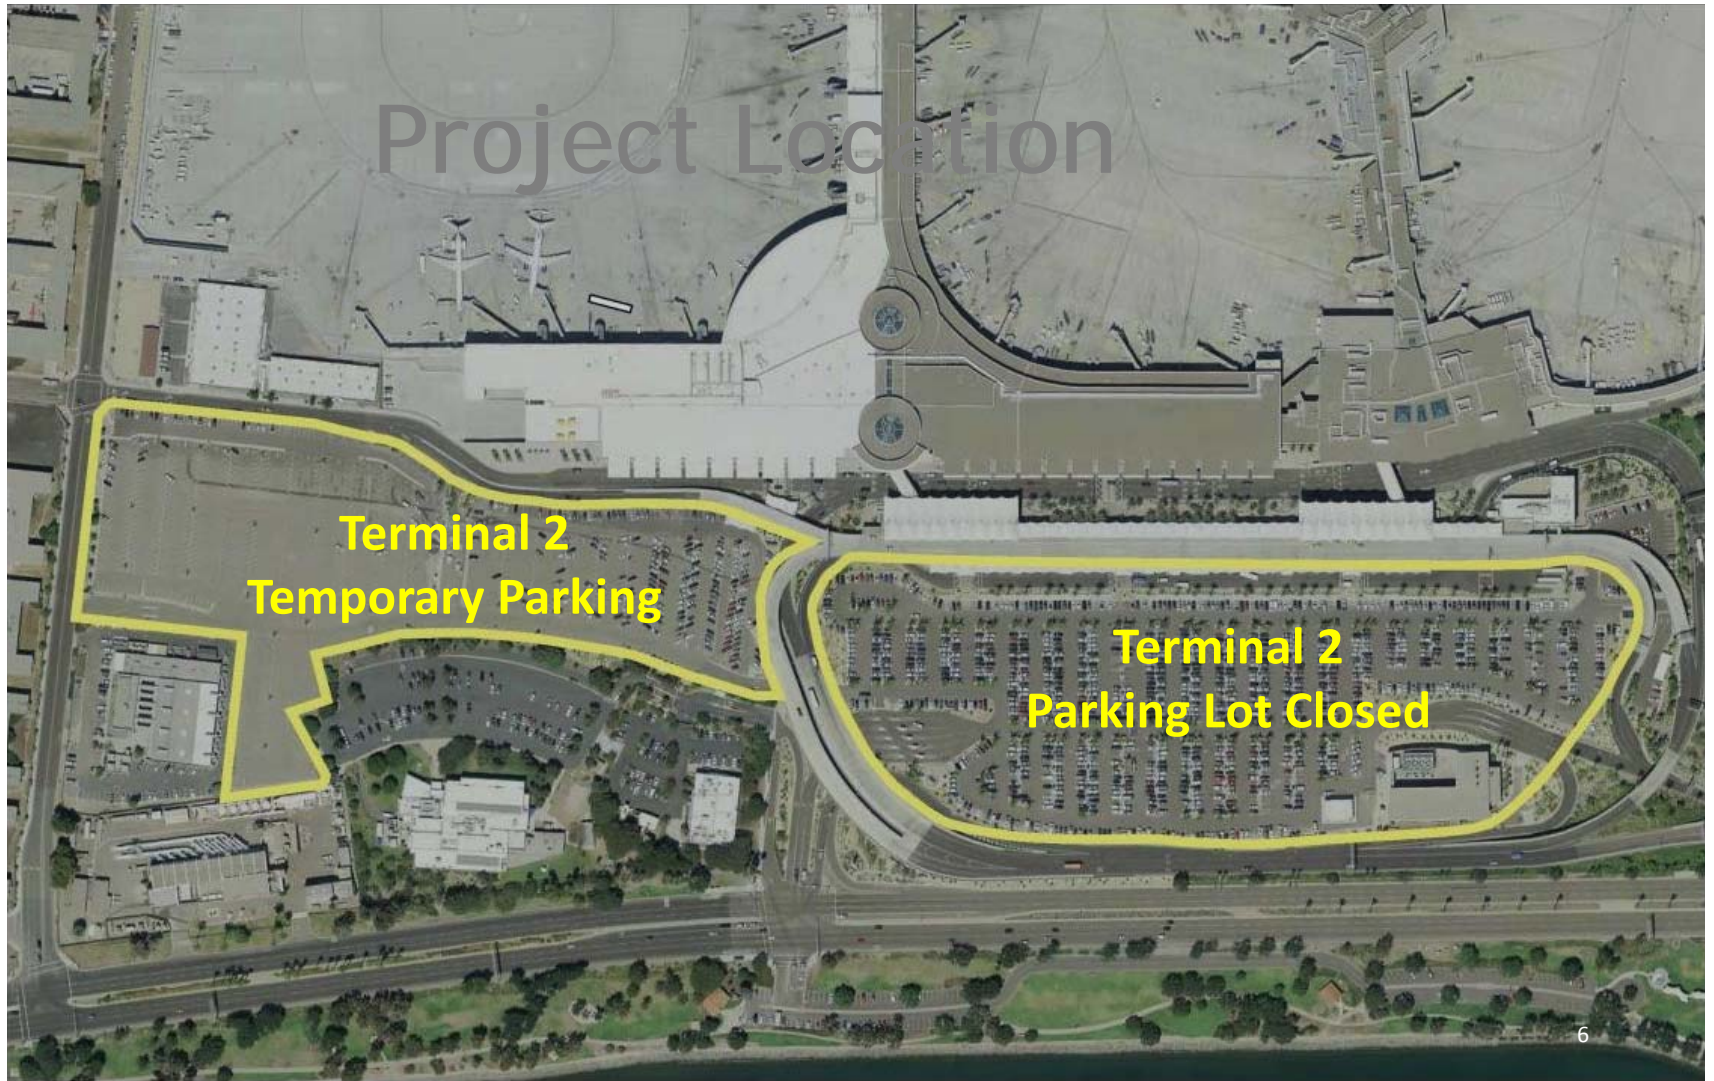 Project Location
Terminal 2
Temporary Parking
Terminal 2
Parking Lot Closed
6